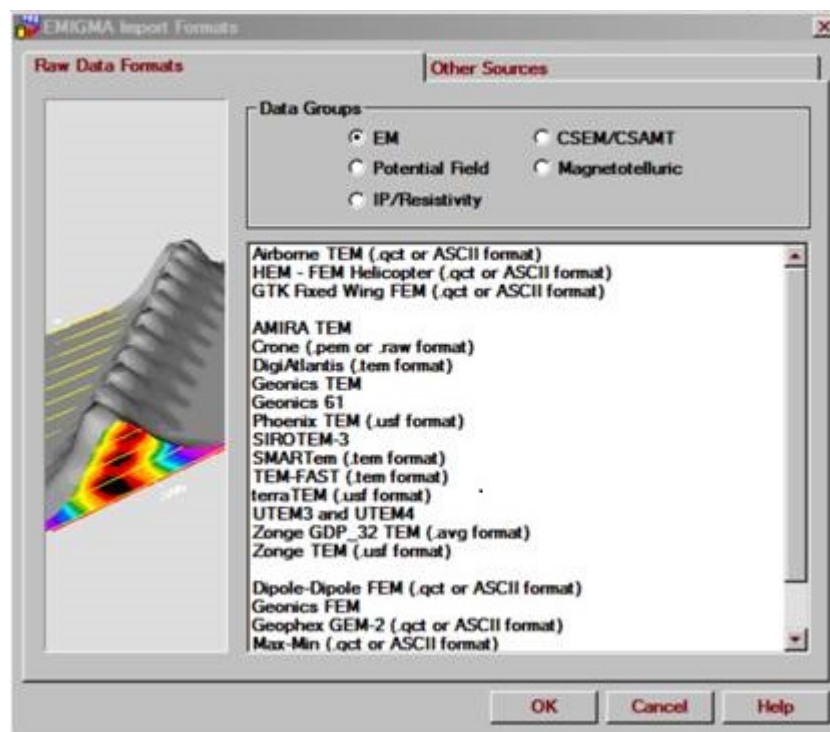 EMIGMA Import Formats
Raw Data Formats
Other Sources
Data Groups
EM
CSEM/CSAMT
Potential Field
Magnetotelluric
IP/Resistivity
Airborne TEM (.qct or ASCII format)
HEM - FEM Helicopter (.qct or ASCII format)
GTK Fixed Wing FEM (.qct or ASCII format)
AMIRA TEM
Crone (.pem or .raw format)
DigiAtlantis (.tem format)
Geonics TEM
Geonics 61
Phoenix TEM (.usf format)
SIROTEM-3
SMARTem (.tem format)
TEM-FAST (.tem format)
terraTEM (.usf format)
UTEM3 and UTEM4
Zonge GDP_32 TEM (.avg format)
Zonge TEM (.usf format)
Dipole-Dipole FEM (.qct or ASCII format)
Geonics FEM
Geophex GEM-2 (.qct or ASCII format)
Max-Min (.qct or ASCII format)
OK
Cancel
Help